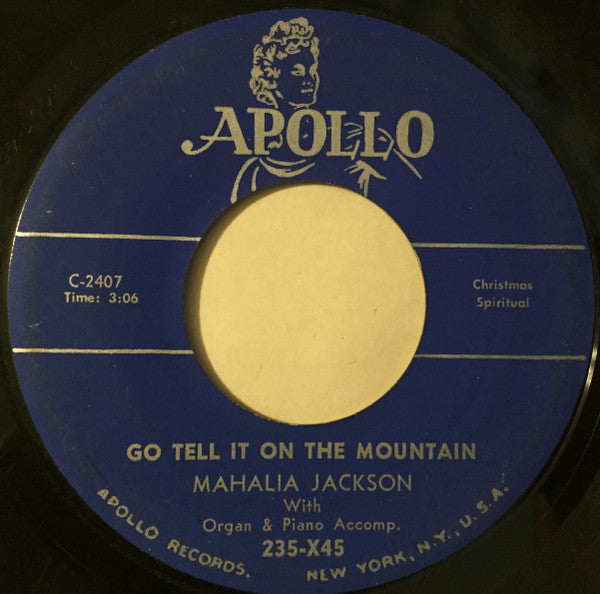 APOLLO
C-2407
Time: 3:06
Christmas
Spiritual
GO TELL IT ON THE MOUNTAIN
MAHALIA JACKSON
With
Organ & Piano Accomp.
235-X45
APOLLO RECORDS, NEW YORK, N.Y., U.S.A.